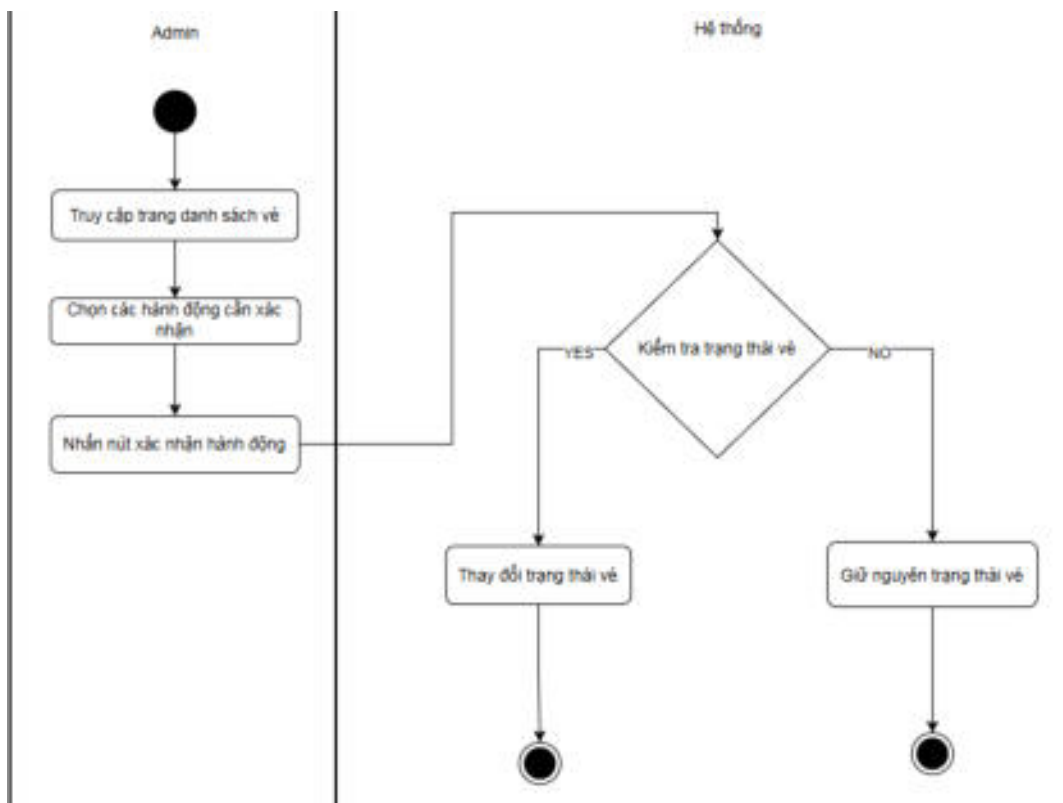 Admin
Hệ thống
Truy cập trang danh sách vé
Chọn các hành động cần xác
nhận
Nhấn nút xác nhận hành động
Kiểm tra trạng thái vé
YES
NO
Thay đổi trạng thái vé
Giữ nguyên trạng thái vé